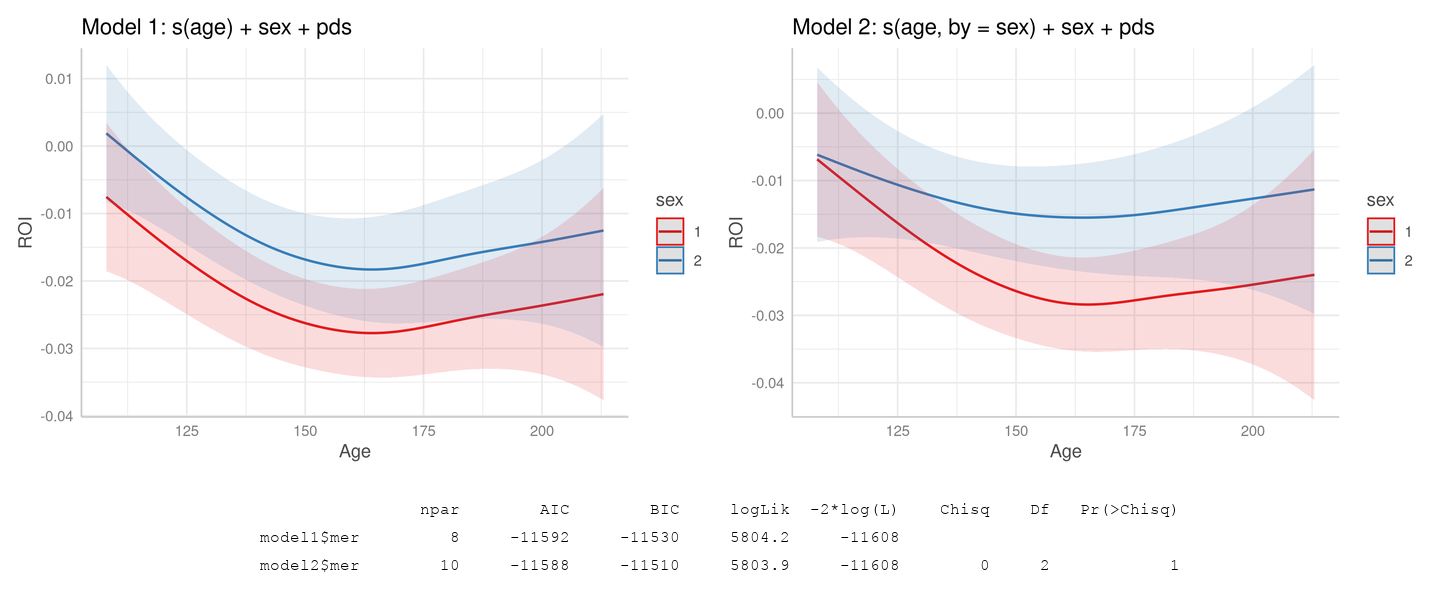 Model 1: s(age) + sex + pds
0.01
0.00
-0.01
-0.02
-0.03
-0.04
ROI
125 150 175 200
Age
sex
1
2
Model 2: s(age, by = sex) + sex + pds
0.00
-0.01
-0.02
-0.03
-0.04
ROI
125 150 175 200
Age
sex
1
2
npar AIC BIC logLik -2*log(L) Chisq Df Pr(>Chisq)
model1$mer 8 -11592 -11530 5804.2 -11608
model2$mer 10 -11588 -11510 5803.9 -11608 0 2 1